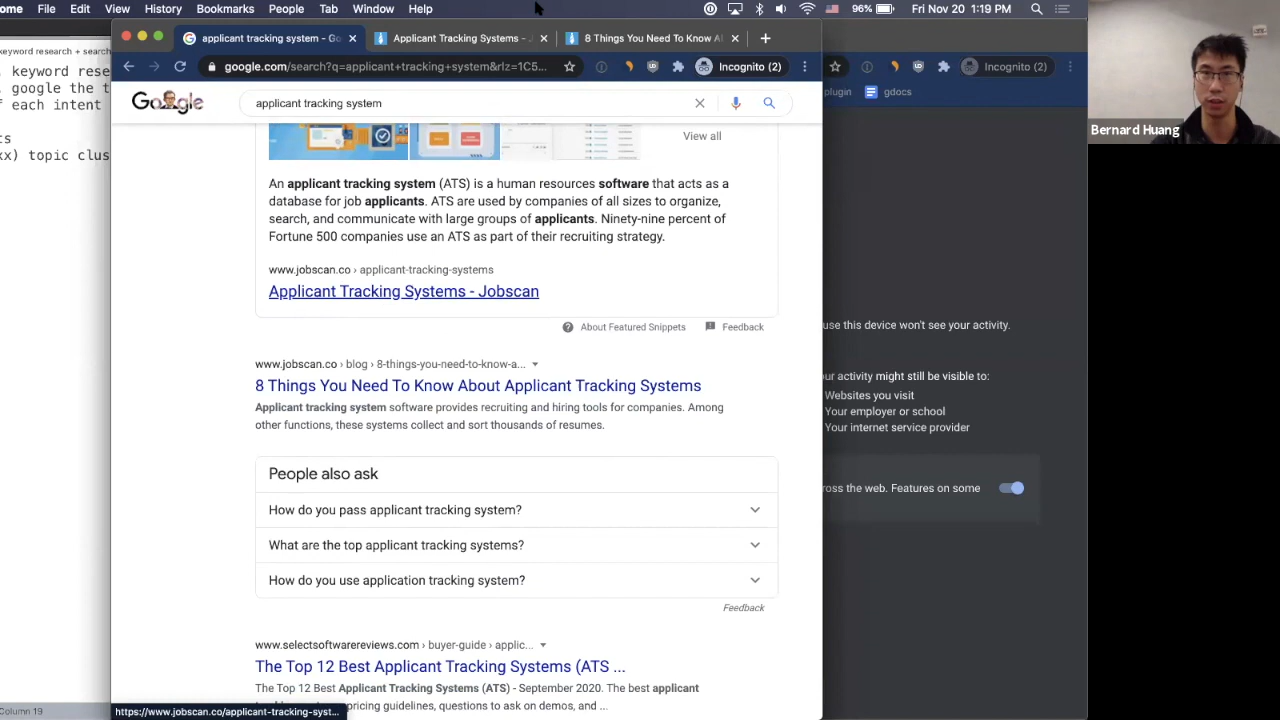 ome File Edit View History Bookmarks People Tab Window Help
96% Fri Nov 20 1:19 PM
keyword research + search
, keyword rese
, google the t
f each intent
ts
xx) topic clus
applicant tracking system - Go
Applicant Tracking Systems - J
8 Things You Need To Know A
google.com/search?q=applicant+tracking+system&rlz=1C5...
Incognito (2)
Incognito (2)
plugin gdocs
Google
applicant tracking system
View all
An applicant tracking system (ATS) is a human resources software that acts as a
database for job applicants. ATS are used by companies of all sizes to organize,
search, and communicate with large groups of applicants. Ninety-nine percent of
Fortune 500 companies use an ATS as part of their recruiting strategy.
www.jobscan.co › applicant-tracking-systems
Applicant Tracking Systems - Jobscan
About Featured Snippets Feedback
www.jobscan.co › blog › 8-things-you-need-to-know-a...
8 Things You Need To Know About Applicant Tracking Systems
Applicant tracking system software provides recruiting and hiring tools for companies. Among
other functions, these systems collect and sort thousands of resumes.
People also ask
How do you pass applicant tracking system?
What are the top applicant tracking systems?
How do you use application tracking system?
Feedback
www.selectsoftwarereviews.com › buyer-guide › applic...
The Top 12 Best Applicant Tracking Systems (ATS ...
The Top 12 Best Applicant Tracking Systems (ATS) - September 2020. The best applicant
pricing guidelines, questions to ask on demos, and ...
https://www.jobscan.co/applicant-tracking-syst...
Column 19
use this device won't see your activity.
ur activity might still be visible to:
Websites you visit
Your employer or school
Your internet service provider
ross the web. Features on some
Bernard Huang